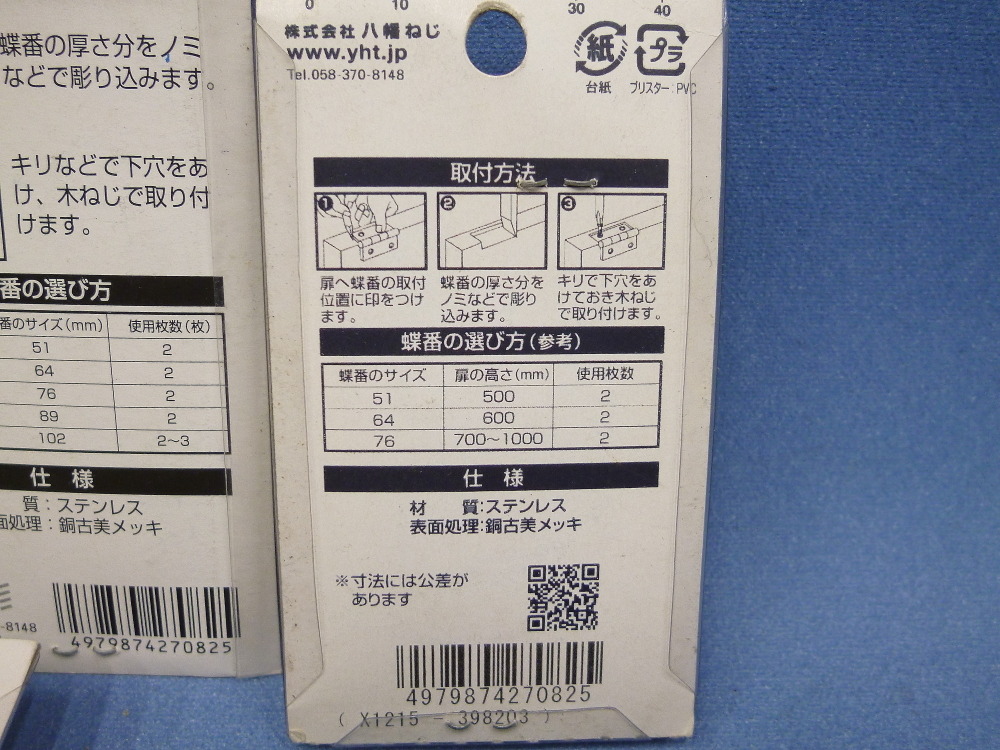 蝶番の厚さ分をノミ
などで彫り込みます。
キリなどで下穴をあ
け、木ねじで取り付
けます。
番の選び方
番のサイズ(mm) 使用枚数(枚)
51 2
64 2
76 2
89 2
102 2～3
仕 様
質：ステンレス
面処理：銅古美メッキ
-8148
4979874270825
0 10 30 40
株式会社 八幡ねじ
www.yht.jp
Tel.058-370-8148
紙 プラ
台紙 ブリスター：PVC
取付方法
1 2 3
扉へ蝶番の取付
位置に印をつけ
ます。
蝶番の厚さ分を
ノミなどで彫り
込みます。
キリで下穴をあ
けておき木ねじ
で取り付けます。
蝶番の選び方(参考)
蝶番のサイズ 扉の高さ(mm) 使用枚数
51 500 2
64 600 2
76 700～1000 2
仕 様
材 質：ステンレス
表面処理：銅古美メッキ
※寸法には公差が
あります
4979874270825
( X1215 - 398203 )